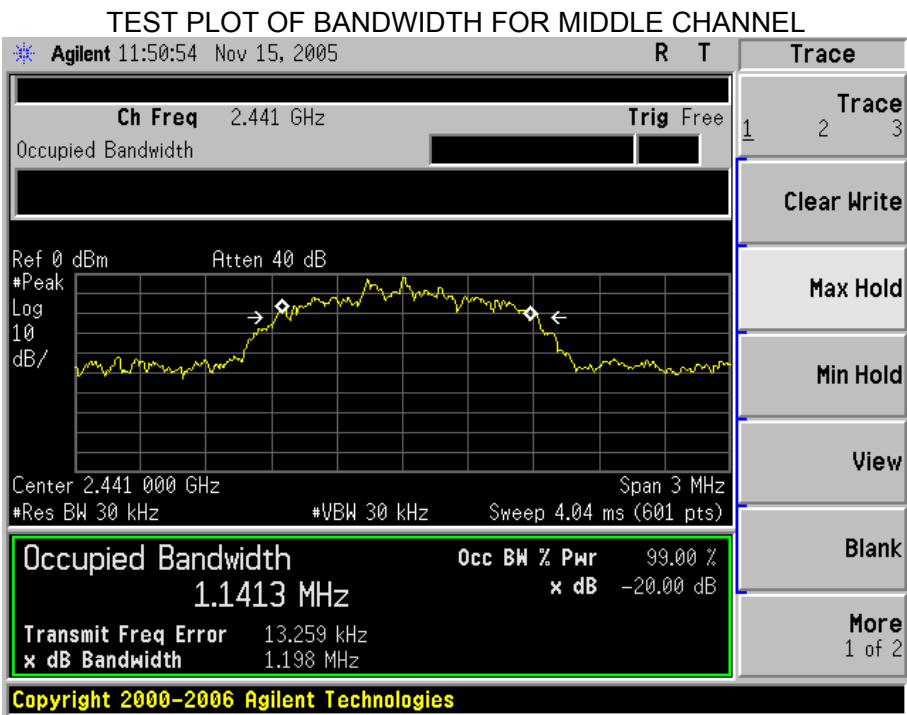 TEST PLOT OF BANDWIDTH FOR MIDDLE CHANNEL
Agilent 11:50:54 Nov 15, 2005 R T Trace
Ch Freq 2.441 GHz Trig Free
Occupied Bandwidth
Trace
1 2 3
Clear Write
Max Hold
Min Hold
View
Blank
More
1 of 2
Ref 0 dBm Atten 40 dB
#Peak
Log
10
dB/
Center 2.441 000 GHz Span 3 MHz
#Res BW 30 kHz #VBW 30 kHz Sweep 4.04 ms (601 pts)
Occupied Bandwidth Occ BW % Pwr 99.00 %
1.1413 MHz x dB -20.00 dB
Transmit Freq Error 13.259 kHz
x dB Bandwidth 1.198 MHz
Copyright 2000-2006 Agilent Technologies